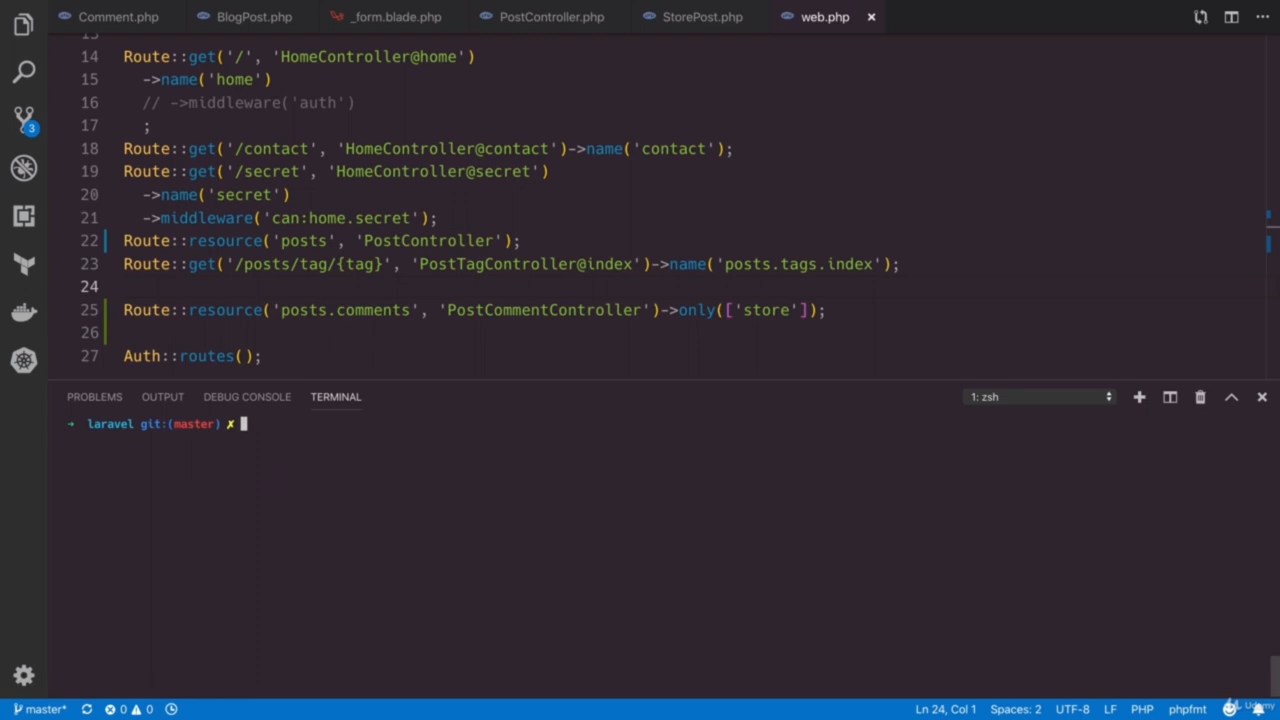 Comment.php BlogPost.php _form.blade.php PostController.php StorePost.php web.php
13
14 Route::get('/', 'HomeController@home')
15 ->name('home')
16 // ->middleware('auth')
17 ;
18 Route::get('/contact', 'HomeController@contact')->name('contact');
19 Route::get('/secret', 'HomeController@secret')
20 ->name('secret')
21 ->middleware('can:home.secret');
22 Route::resource('posts', 'PostController');
23 Route::get('/posts/tag/{tag}', 'PostTagController@index')->name('posts.tags.index');
24
25 Route::resource('posts.comments', 'PostCommentController')->only(['store']);
26
27 Auth::routes();
3
PROBLEMS OUTPUT DEBUG CONSOLE TERMINAL 1: zsh
→ laravel git:(master) ✗
master* 0 0 Ln 24, Col 1 Spaces: 2 UTF-8 LF PHP phpfmt Udemy